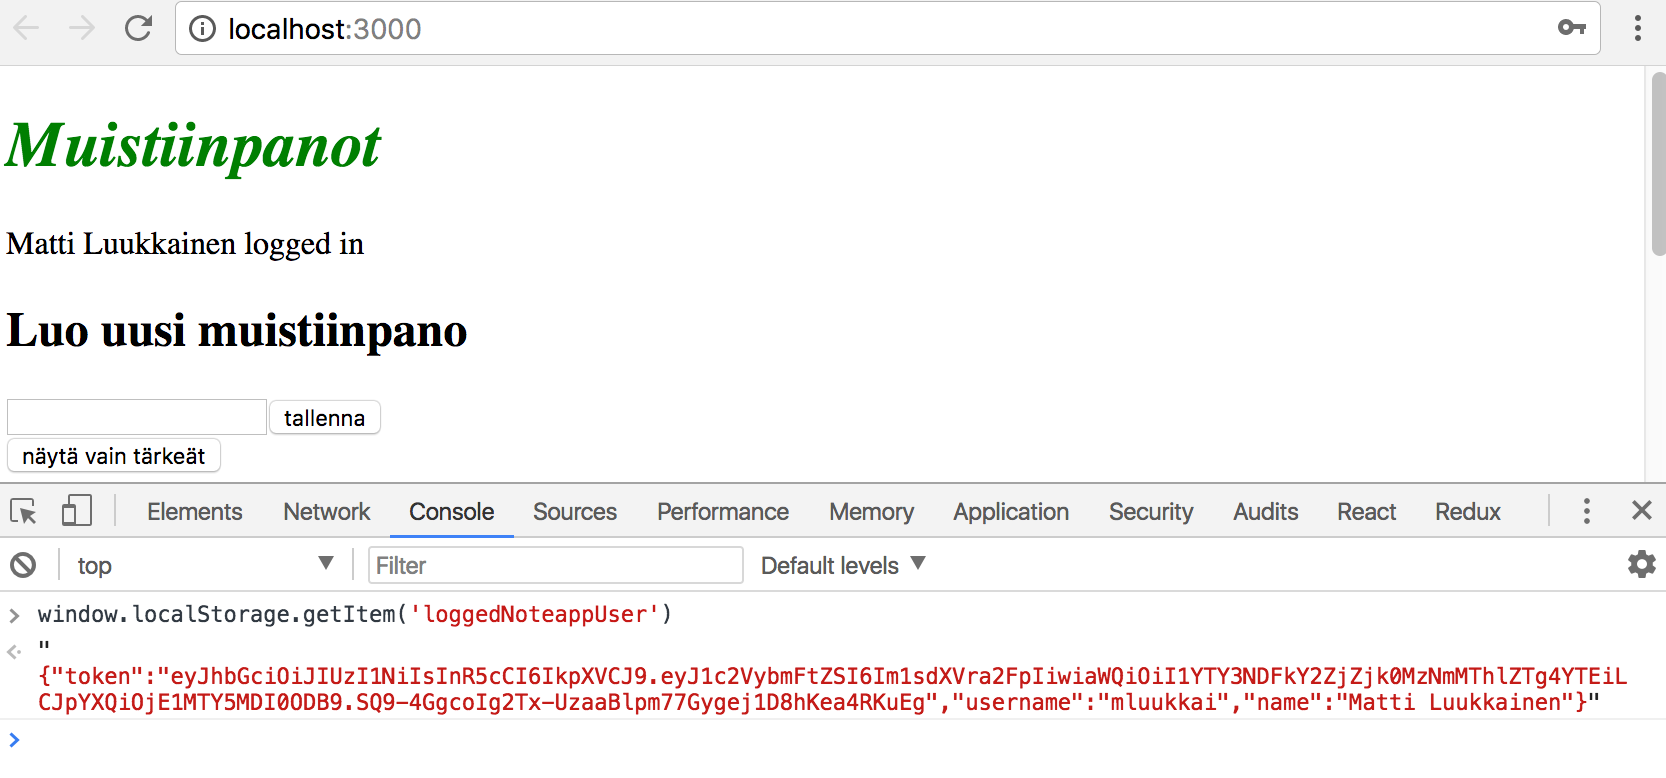 localhost:3000
Muistiinpanot
Matti Luukkainen logged in
Luo uusi muistiinpano
tallenna
näytä vain tärkeät
Elements Network Console Sources Performance Memory Application Security Audits React Redux
top Filter Default levels
window.localStorage.getItem('loggedNoteappUser')
"
{"token":"eyJhbGciOiJIUzI1NiIsInR5cCI6IkpXVCJ9.eyJ1c2VybmFtZSI6Im1sdXVra2FpIiwiaWQiOiI1YTY3NDFkY2ZjZjk0MzNmMThlZTg4YTEiL
CJpYXQiOjE1MTY5MDI0ODB9.SQ9-4GgcoIg2Tx-UzaaBlpm77Gygej1D8hKea4RKuEg","username":"mluukkai","name":"Matti Luukkainen"}"